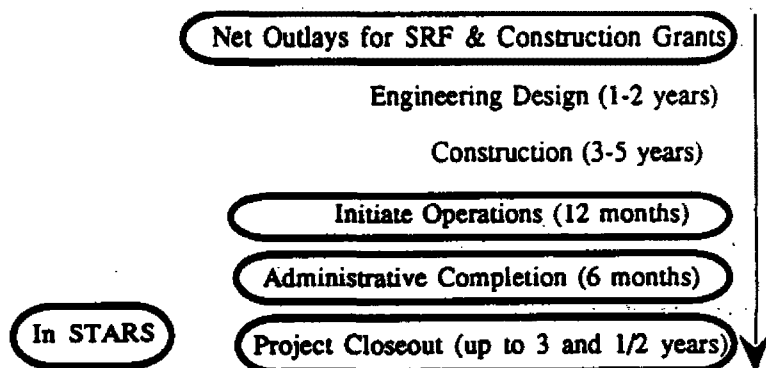 Net Outlays for SRF & Construction Grants
Engineering Design (1-2 years)
Construction (3-5 years)
Initiate Operations (12 months)
Administrative Completion (6 months)
In STARS
Project Closeout (up to 3 and 1/2 years)